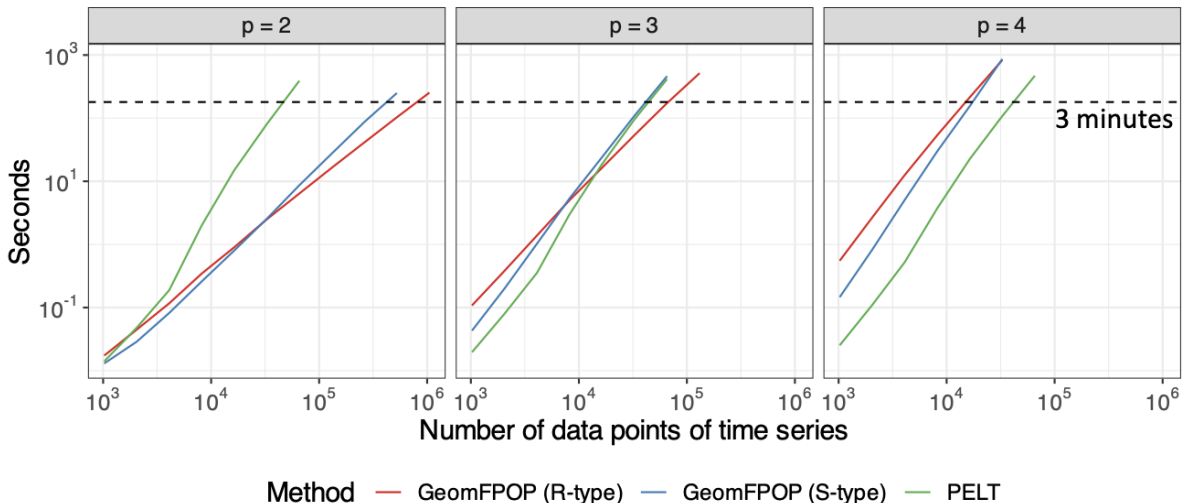 p = 2 p = 3 p = 4
10³
10¹
10⁻¹
Seconds
3 minutes
10³ 10⁴ 10⁵ 10⁶ 10³ 10⁴ 10⁵ 10⁶ 10³ 10⁴ 10⁵ 10⁶
Number of data points of time series
Method GeomFPOP (R-type) GeomFPOP (S-type) PELT